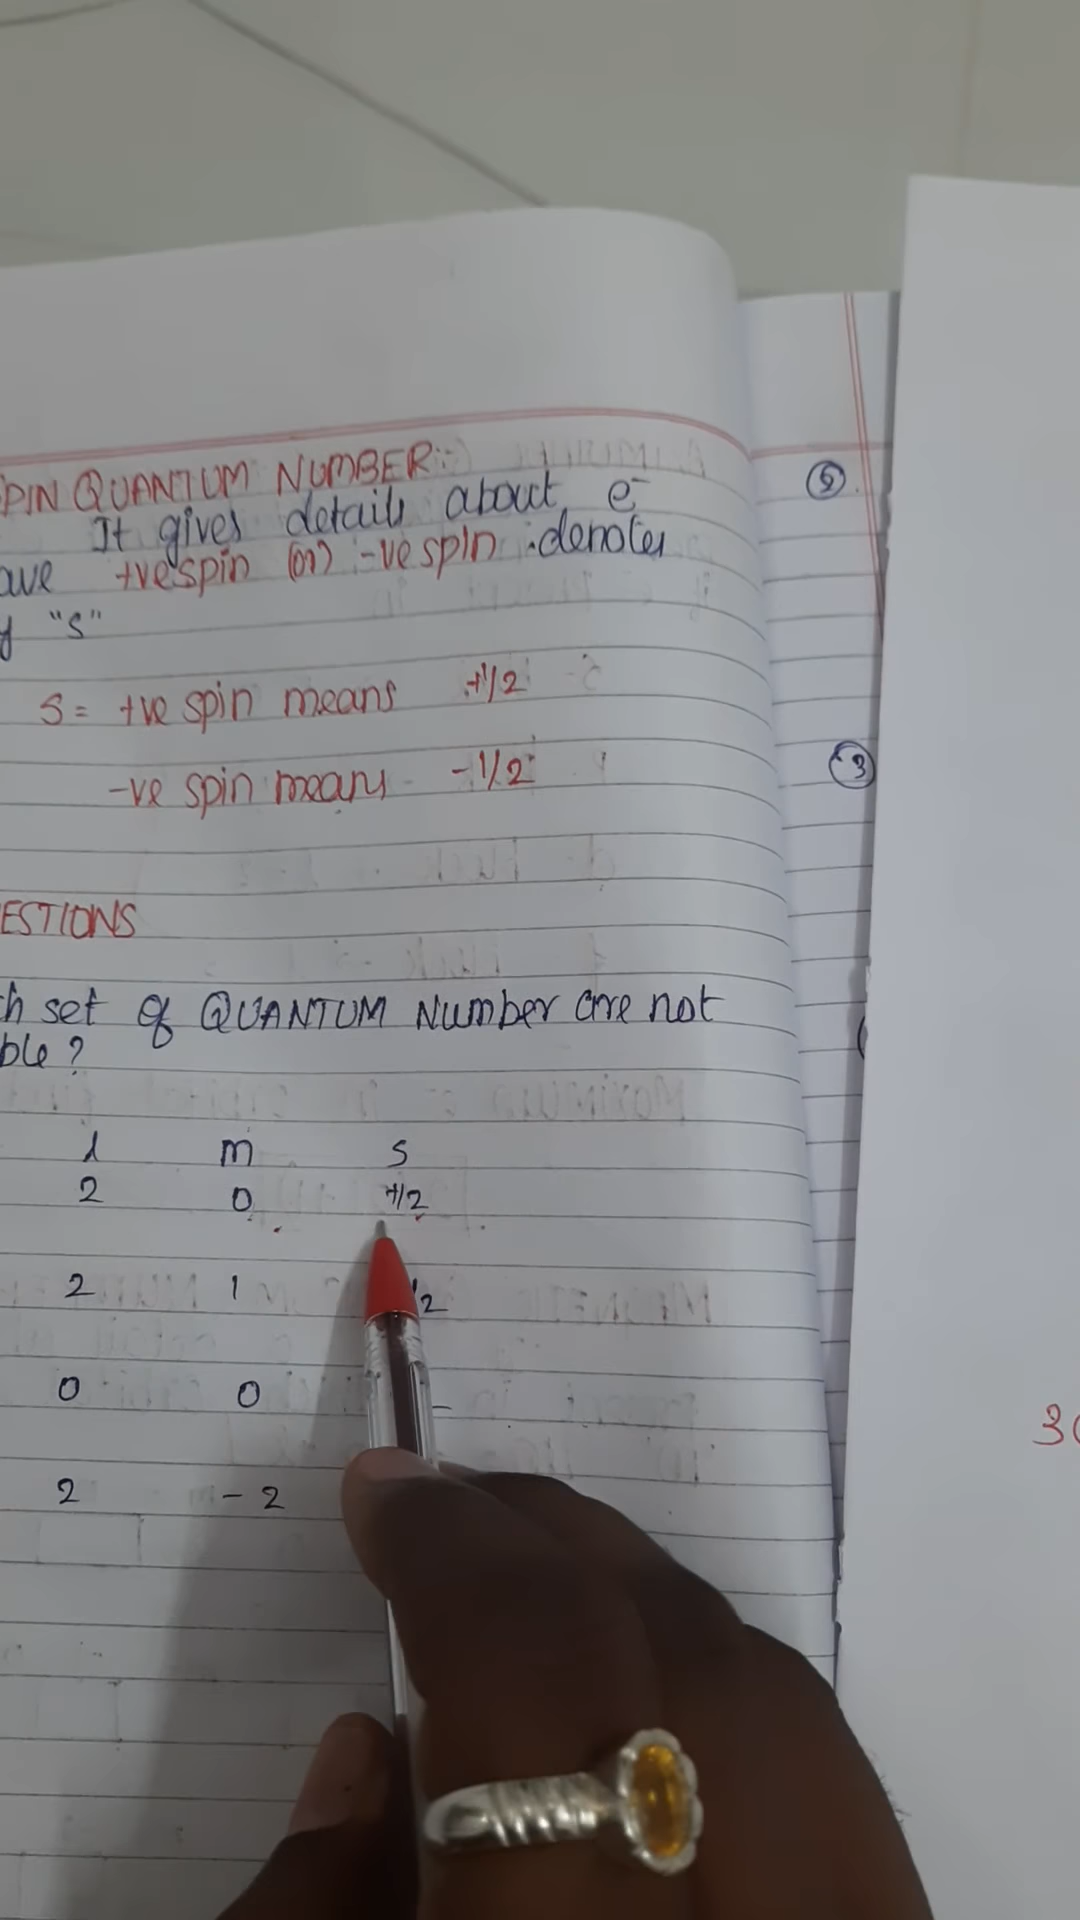 PIN QUANTUM NUMBER:-
It gives details about e-
ave +ve spin (or) -ve spin . denotes
y "S"
S = +ve spin means +1/2
-ve spin means - 1/2
ESTIONS
h set of QUANTUM Number are not
ble ?
l m s
2 0 +1/2
2 1 /2
0 0
2 - 2
5
3
3